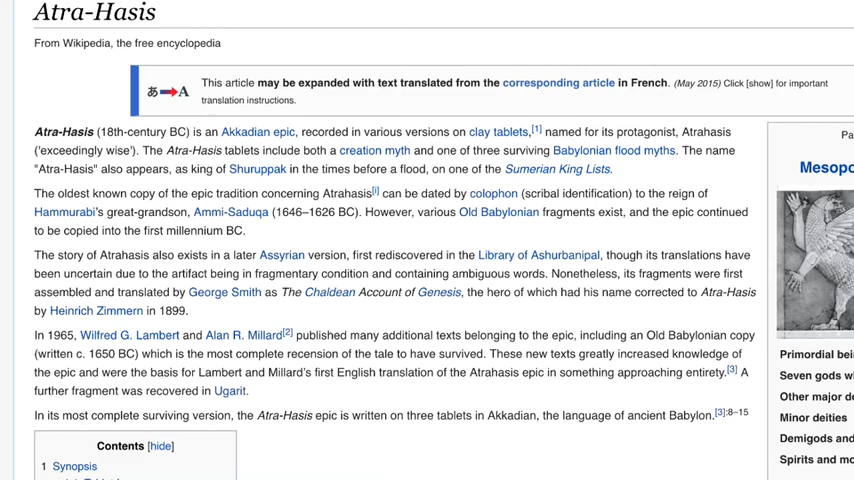 Atra-Hasis
From Wikipedia, the free encyclopedia
あ A
This article may be expanded with text translated from the corresponding article in French. (May 2015) Click [show] for important
translation instructions.
Atra-Hasis (18th-century BC) is an Akkadian epic, recorded in various versions on clay tablets,[1] named for its protagonist, Atrahasis
('exceedingly wise'). The Atra-Hasis tablets include both a creation myth and one of three surviving Babylonian flood myths. The name
"Atra-Hasis" also appears, as king of Shuruppak in the times before a flood, on one of the Sumerian King Lists.
The oldest known copy of the epic tradition concerning Atrahasis[i] can be dated by colophon (scribal identification) to the reign of
Hammurabi's great-grandson, Ammi-Saduqa (1646–1626 BC). However, various Old Babylonian fragments exist, and the epic continued
to be copied into the first millennium BC.
The story of Atrahasis also exists in a later Assyrian version, first rediscovered in the Library of Ashurbanipal, though its translations have
been uncertain due to the artifact being in fragmentary condition and containing ambiguous words. Nonetheless, its fragments were first
assembled and translated by George Smith as The Chaldean Account of Genesis, the hero of which had his name corrected to Atra-Hasis
by Heinrich Zimmern in 1899.
In 1965, Wilfred G. Lambert and Alan R. Millard[2] published many additional texts belonging to the epic, including an Old Babylonian copy
(written c. 1650 BC) which is the most complete recension of the tale to have survived. These new texts greatly increased knowledge of
the epic and were the basis for Lambert and Millard's first English translation of the Atrahasis epic in something approaching entirety.[3] A
further fragment was recovered in Ugarit.
In its most complete surviving version, the Atra-Hasis epic is written on three tablets in Akkadian, the language of ancient Babylon.[3]:8–15
Contents [hide]
1 Synopsis
Pa
Mesopo
Primordial bei
Seven gods w
Other major de
Minor deities
Demigods and
Spirits and mo